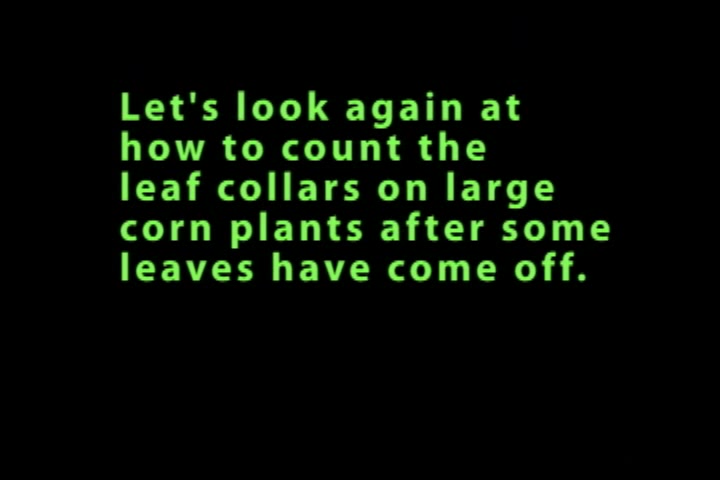 Let's look again at
how to count the
leaf collars on large
corn plants after some
leaves have come off.